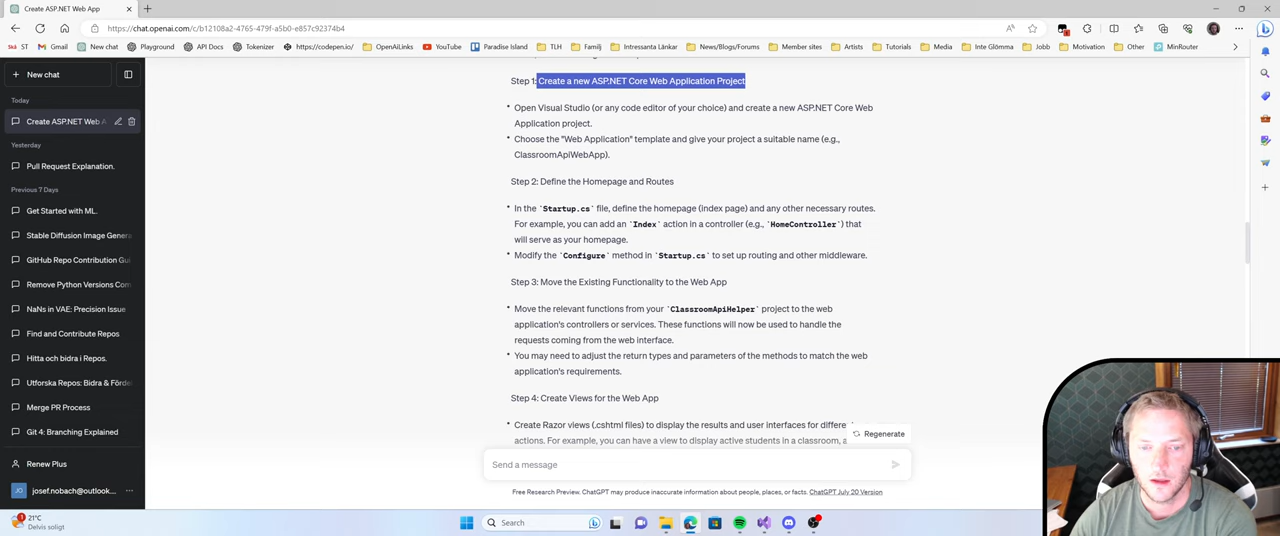 Create ASP.NET Web App
https://chat.openai.com/c/b12108a2-4765-479f-a5b0-e857c92374b4
ST Gmail New chat Playground API Docs Tokenizer https://codepen.io/ OpenAiLinks YouTube Paradise Island TLH Familj Intressanta Länkar News/Blogs/Forums Member sites Artists Tutorials Media Inte Glömma Jobb Motivation Other MinRouter
New chat
Today
Create ASP.NET Web A
Yesterday
Pull Request Explanation.
Previous 7 Days
Get Started with ML.
Stable Diffusion Image Genera
GitHub Repo Contribution Gui
Remove Python Versions Com
NaNs in VAE: Precision Issue
Find and Contribute Repos
Hitta och bidra i Repos.
Utforska Repos: Bidra & Förde
Merge PR Process
Git 4: Branching Explained
Renew Plus
JO josef.nobach@outlook...
Step 1: Create a new ASP.NET Core Web Application Project
• Open Visual Studio (or any code editor of your choice) and create a new ASP.NET Core Web
Application project.
• Choose the "Web Application" template and give your project a suitable name (e.g.,
ClassroomApiWebApp).
Step 2: Define the Homepage and Routes
• In the `Startup.cs` file, define the homepage (index page) and any other necessary routes.
For example, you can add an `Index` action in a controller (e.g., `HomeController`) that
will serve as your homepage.
• Modify the `Configure` method in `Startup.cs` to set up routing and other middleware.
Step 3: Move the Existing Functionality to the Web App
• Move the relevant functions from your `ClassroomApiHelper` project to the web
application's controllers or services. These functions will now be used to handle the
requests coming from the web interface.
• You may need to adjust the return types and parameters of the methods to match the web
application's requirements.
Step 4: Create Views for the Web App
• Create Razor views (.cshtml files) to display the results and user interfaces for differe
actions. For example, you can have a view to display active students in a classroom, a
Regenerate
Send a message
Free Research Preview. ChatGPT may produce inaccurate information about people, places, or facts. ChatGPT July 20 Version
21°C
Delvis soligt
Search